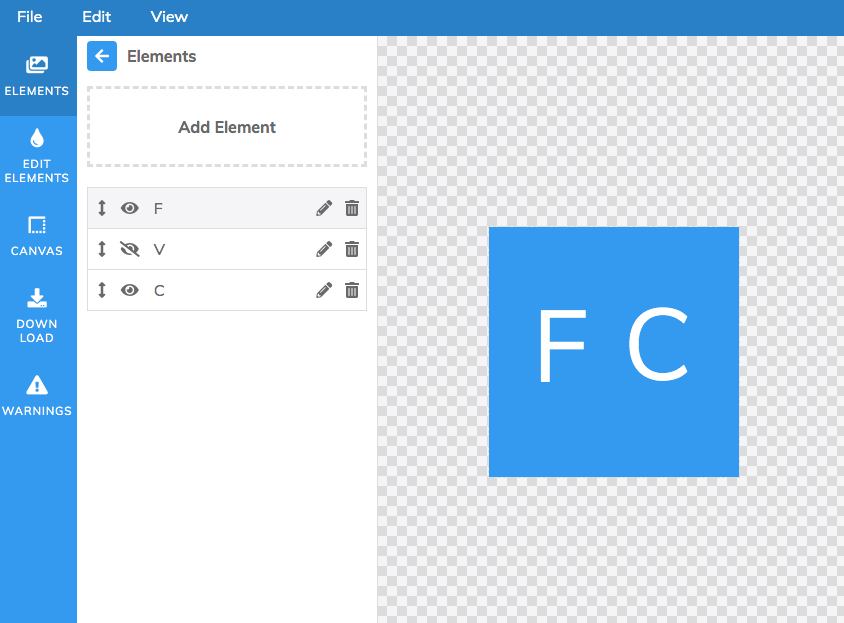 File Edit View
ELEMENTS
EDIT
ELEMENTS
CANVAS
DOWN
LOAD
WARNINGS
Elements
Add Element
F
V
C
F C